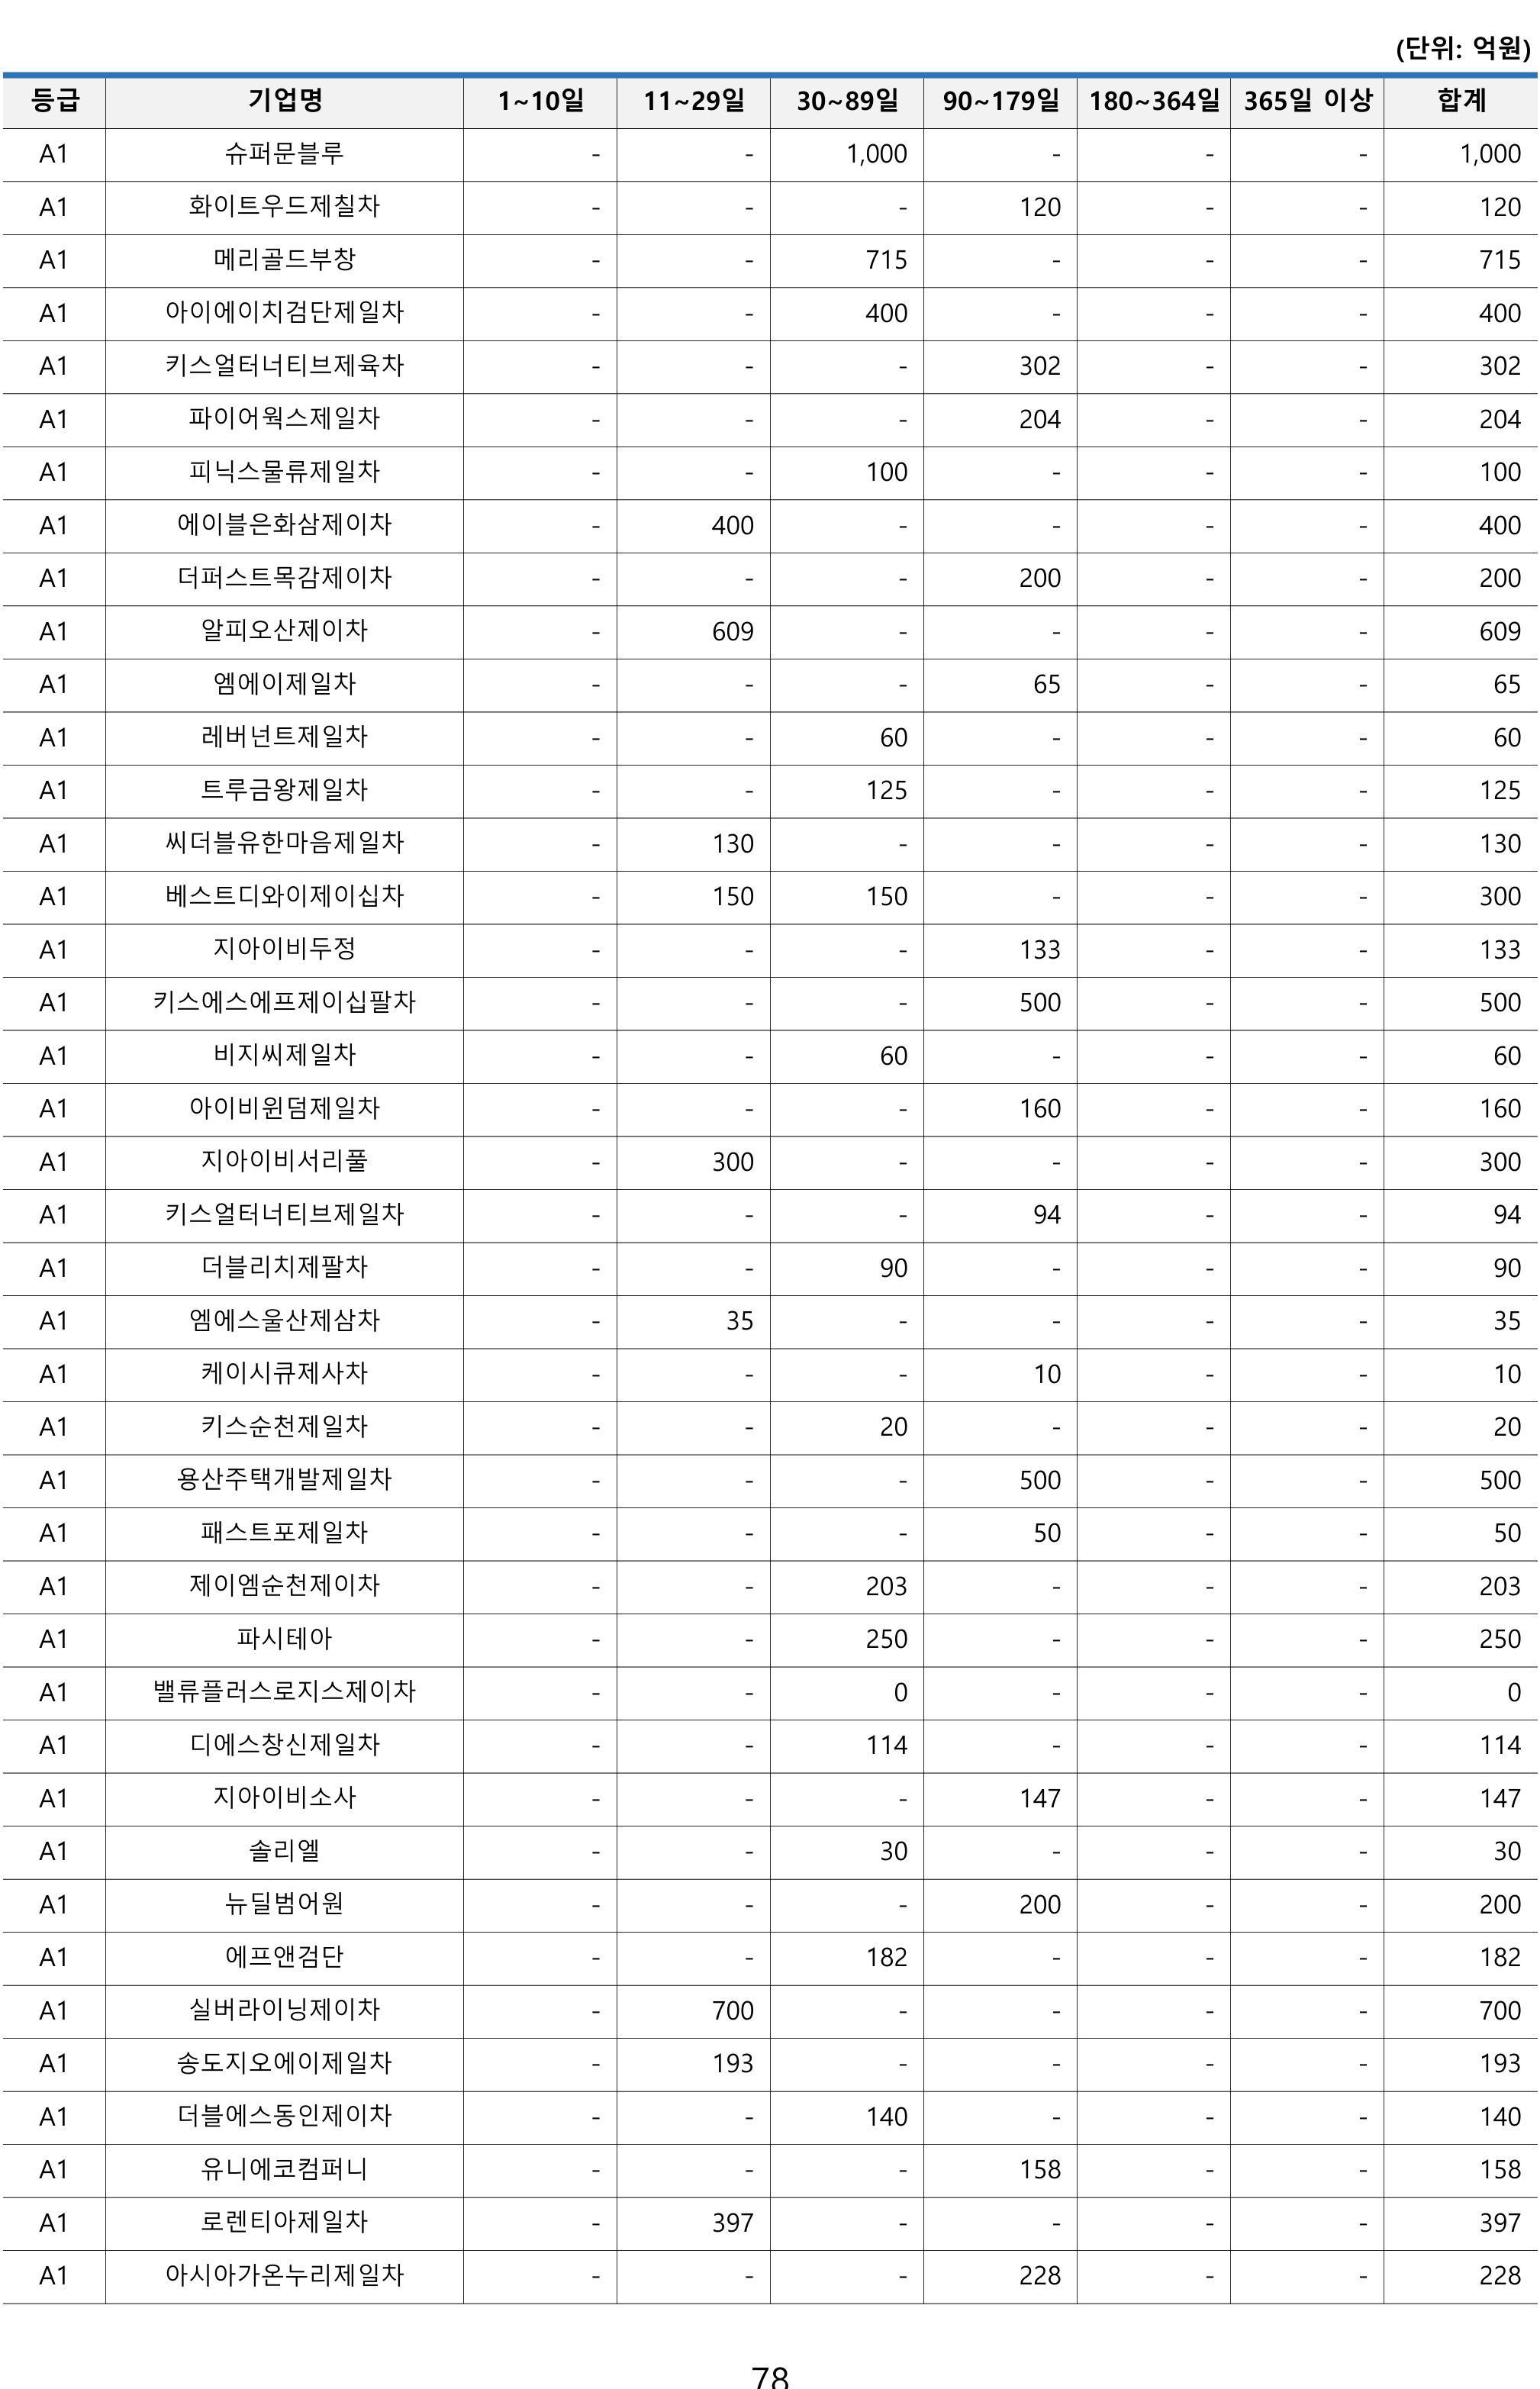 (단위: 억원)
등급 기업명 1~10일 11~29일 30~89일 90~179일 180~364일 365일 이상 합계
A1 슈퍼문블루 - - 1,000 - - - 1,000
A1 화이트우드제칠차 - - - 120 - - 120
A1 메리골드부창 - - 715 - - - 715
A1 아이에이치검단제일차 - - 400 - - - 400
A1 키스얼터너티브제육차 - - - 302 - - 302
A1 파이어웍스제일차 - - - 204 - - 204
A1 피닉스물류제일차 - - 100 - - - 100
A1 에이블은화삼제이차 - 400 - - - - 400
A1 더퍼스트목감제이차 - - - 200 - - 200
A1 알피오산제이차 - 609 - - - - 609
A1 엠에이제일차 - - - 65 - - 65
A1 레버넌트제일차 - - 60 - - - 60
A1 트루금왕제일차 - - 125 - - - 125
A1 씨더블유한마음제일차 - 130 - - - - 130
A1 베스트디와이제이십차 - 150 150 - - - 300
A1 지아이비두정 - - - 133 - - 133
A1 키스에스에프제이십팔차 - - - 500 - - 500
A1 비지씨제일차 - - 60 - - - 60
A1 아이비윈덤제일차 - - - 160 - - 160
A1 지아이비서리풀 - 300 - - - - 300
A1 키스얼터너티브제일차 - - - 94 - - 94
A1 더블리치제팔차 - - 90 - - - 90
A1 엠에스울산제삼차 - 35 - - - - 35
A1 케이시큐제사차 - - - 10 - - 10
A1 키스순천제일차 - - 20 - - - 20
A1 용산주택개발제일차 - - - 500 - - 500
A1 패스트포제일차 - - - 50 - - 50
A1 제이엠순천제이차 - - 203 - - - 203
A1 파시테아 - - 250 - - - 250
A1 밸류플러스로지스제이차 - - 0 - - - 0
A1 디에스창신제일차 - - 114 - - - 114
A1 지아이비소사 - - - 147 - - 147
A1 솔리엘 - - 30 - - - 30
A1 뉴딜범어원 - - - 200 - - 200
A1 에프앤검단 - - 182 - - - 182
A1 실버라이닝제이차 - 700 - - - - 700
A1 송도지오에이제일차 - 193 - - - - 193
A1 더블에스동인제이차 - - 140 - - - 140
A1 유니에코컴퍼니 - - - 158 - - 158
A1 로렌티아제일차 - 397 - - - - 397
A1 아시아가온누리제일차 - - - 228 - - 228
78